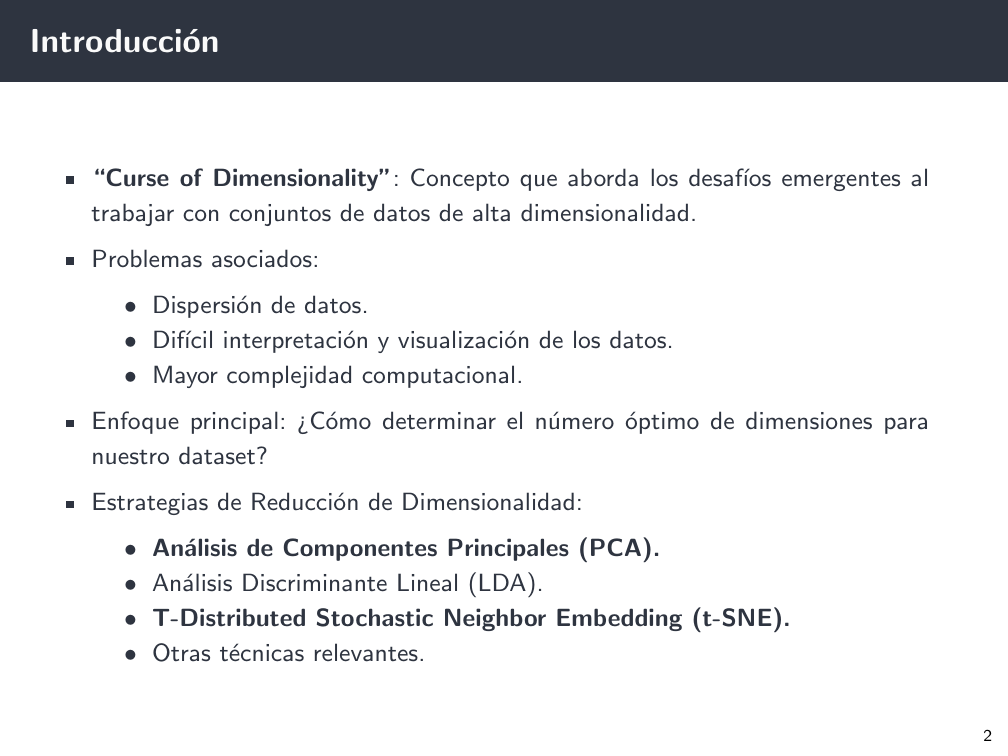 Introducción
▪ “Curse of Dimensionality”: Concepto que aborda los desafíos emergentes al
trabajar con conjuntos de datos de alta dimensionalidad.
▪ Problemas asociados:
• Dispersión de datos.
• Difícil interpretación y visualización de los datos.
• Mayor complejidad computacional.
▪ Enfoque principal: ¿Cómo determinar el número óptimo de dimensiones para
nuestro dataset?
▪ Estrategias de Reducción de Dimensionalidad:
• Análisis de Componentes Principales (PCA).
• Análisis Discriminante Lineal (LDA).
• T-Distributed Stochastic Neighbor Embedding (t-SNE).
• Otras técnicas relevantes.
2